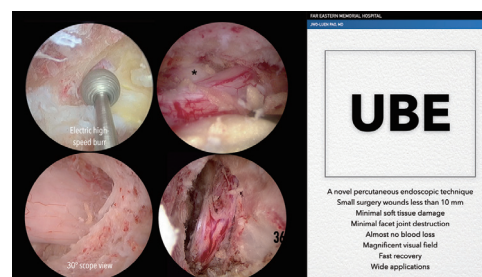 FAR EASTERN MEMORIAL HOSPITAL
JWO-LUEN PAO, MD
Electric high-
speed burr
*
30° scope view
*
36
UBE
A novel percutaneous endoscopic technique
Small surgery wounds less than 10 mm
Minimal soft tissue damage
Minimal facet joint destruction
Almost no blood loss
Magnificent visual field
Fast recovery
Wide applications